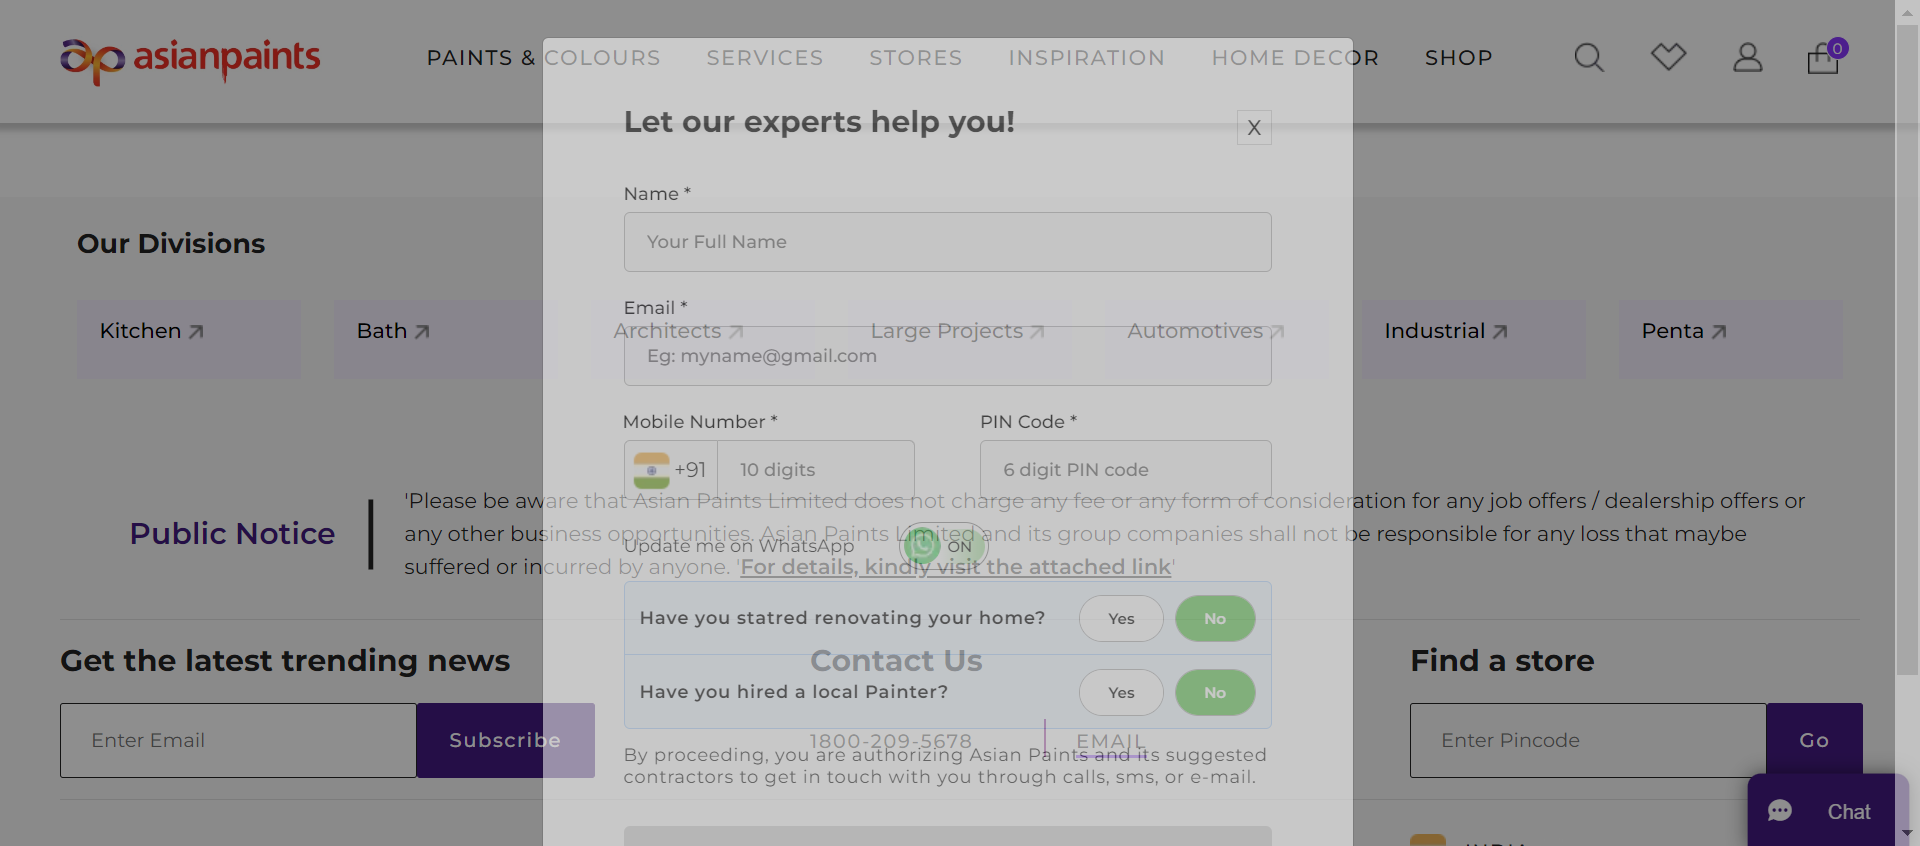 asianpaints
PAINTS & COLOURS SERVICES STORES INSPIRATION HOME DECOR SHOP
0
Let our experts help you!
X
Name *
Your Full Name
Our Divisions
Email *
Kitchen Bath Architects Large Projects Automotives Industrial Penta
Eg: myname@gmail.com
Mobile Number * PIN Code *
+91 10 digits 6 digit PIN code
Public Notice
'Please be aware that Asian Paints Limited does not charge any fee or any form of consideration for any job offers / dealership offers or
any other business opportunities. Asian Paints Limited and its group companies shall not be responsible for any loss that maybe
suffered or incurred by anyone. 'For details, kindly visit the attached link'
Update me on WhatsApp ON
Have you statred renovating your home? Yes No
Have you hired a local Painter? Yes No
By proceeding, you are authorizing Asian Paints and its suggested
contractors to get in touch with you through calls, sms, or e-mail.
Get the latest trending news
Enter Email Subscribe
Contact Us
1800-209-5678 EMAIL
Find a store
Enter Pincode Go
Chat
INDIA